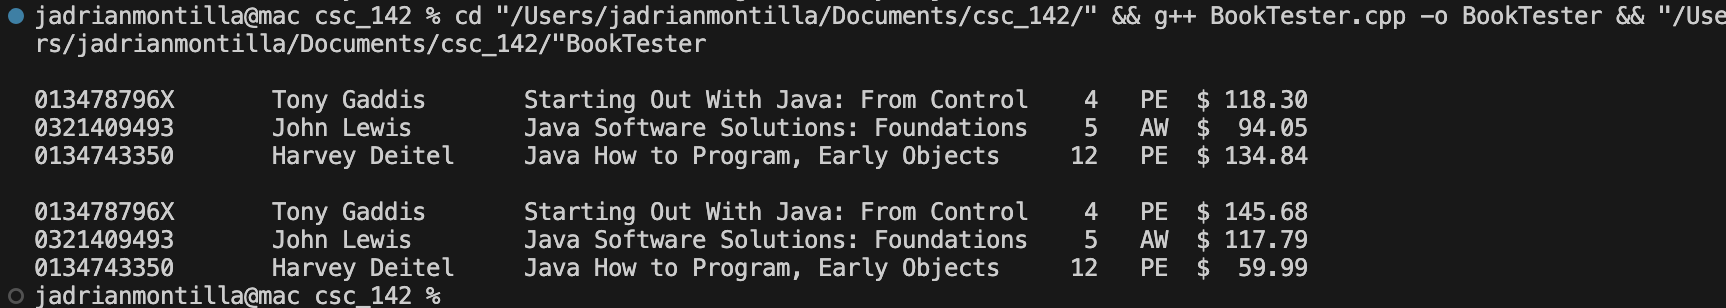 jadrianmontilla@mac csc_142 % cd "/Users/jadrianmontilla/Documents/csc_142/" && g++ BookTester.cpp -o BookTester && "/Use
rs/jadrianmontilla/Documents/csc_142/"BookTester
013478796X       Tony Gaddis       Starting Out With Java: From Control    4   PE  $ 118.30
0321409493       John Lewis        Java Software Solutions: Foundations    5   AW  $  94.05
0134743350       Harvey Deitel     Java How to Program, Early Objects     12   PE  $ 134.84
013478796X       Tony Gaddis       Starting Out With Java: From Control    4   PE  $ 145.68
0321409493       John Lewis        Java Software Solutions: Foundations    5   AW  $ 117.79
0134743350       Harvey Deitel     Java How to Program, Early Objects     12   PE  $  59.99
jadrianmontilla@mac csc_142 %